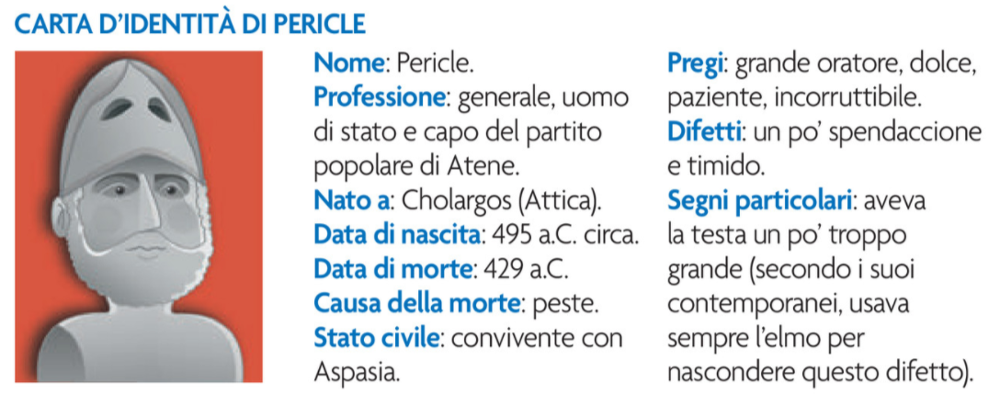 CARTA D'IDENTITÀ DI PERICLE
Nome: Pericle.
Professione: generale, uomo
di stato e capo del partito
popolare di Atene.
Nato a: Cholargos (Attica).
Data di nascita: 495 a.C. circa.
Data di morte: 429 a.C.
Causa della morte: peste.
Stato civile: convivente con
Aspasia.
Pregi: grande oratore, dolce,
paziente, incorruttibile.
Difetti: un po' spendaccione
e timido.
Segni particolari: aveva
la testa un po' troppo
grande (secondo i suoi
contemporanei, usava
sempre l'elmo per
nascondere questo difetto).